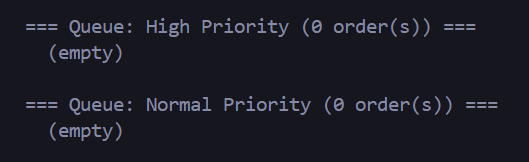 === Queue: High Priority (0 order(s)) ===
(empty)
=== Queue: Normal Priority (0 order(s)) ===
(empty)